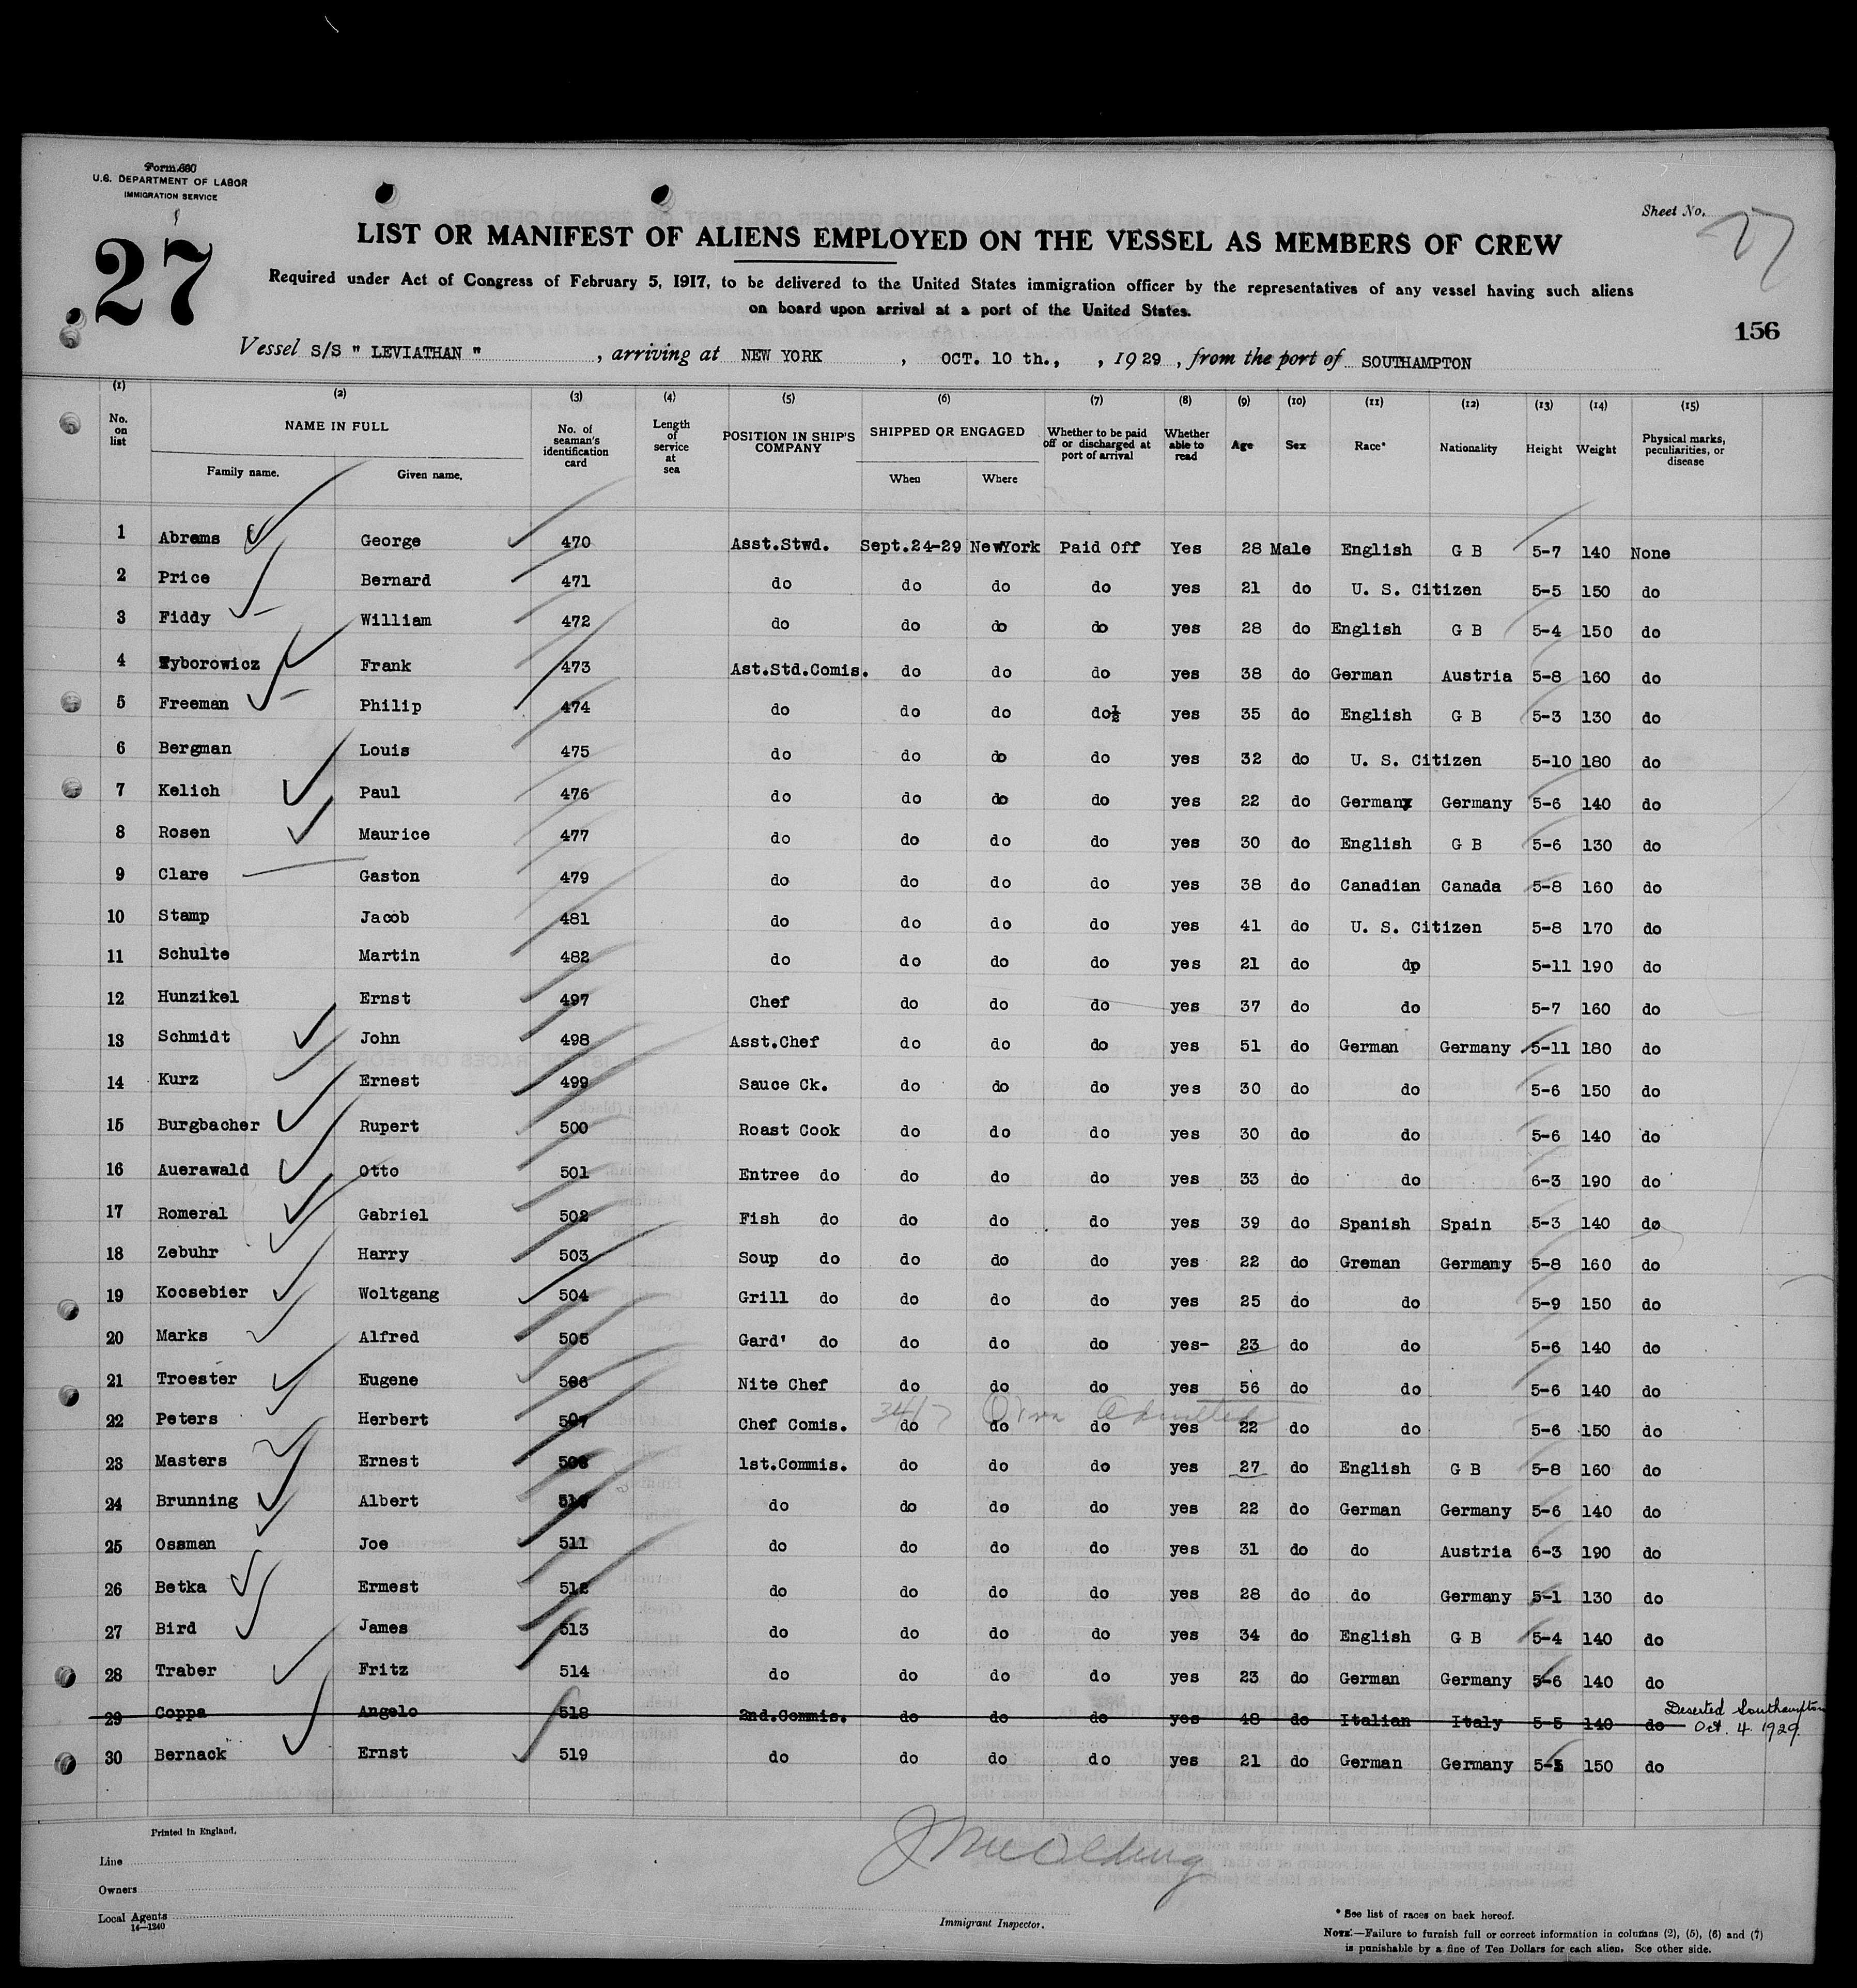 Form 680
U.S. DEPARTMENT OF LABOR
IMMIGRATION SERVICE
27
Sheet No. 27
LIST OR MANIFEST OF ALIENS EMPLOYED ON THE VESSEL AS MEMBERS OF CREW
Required under Act of Congress of February 5, 1917, to be delivered to the United States immigration officer by the representatives of any vessel having such aliens
on board upon arrival at a port of the United States.
156
Vessel S/S " LEVIATHAN " , arriving at NEW YORK , OCT. 10 th., , 1929, from the port of SOUTHAMPTON
(1) No. on list (2) NAME IN FULL Family name. Given name. (3) No. of seaman's identification card (4) Length of service at sea (5) POSITION IN SHIP'S COMPANY (6) SHIPPED OR ENGAGED When Where (7) Whether to be paid off or discharged at port of arrival (8) Whether able to read (9) Age (10) Sex (11) Race* (12) Nationality (13) Height (14) Weight (15) Physical marks, peculiarities, or disease
1 Abrams George 470 Asst.Stwd. Sept.24-29 NewYork Paid Off Yes 28 Male English G B 5-7 140 None
2 Price Bernard 471 do do do do yes 21 do U. S. Citizen 5-5 150 do
3 Fiddy William 472 do do do do yes 28 do English G B 5-4 150 do
4 Tyborowicz Frank 473 Ast.Std.Comis. do do do yes 38 do German Austria 5-8 160 do
5 Freeman Philip 474 do do do do½ yes 35 do English G B 5-3 130 do
6 Bergman Louis 475 do do do do yes 32 do U. S. Citizen 5-10 180 do
7 Kelich Paul 476 do do do do yes 22 do German Germany 5-6 140 do
8 Rosen Maurice 477 do do do do yes 30 do English G B 5-6 130 do
9 Clare Gaston 479 do do do do yes 38 do Canadian Canada 5-8 160 do
10 Stamp Jacob 481 do do do do yes 41 do U. S. Citizen 5-8 170 do
11 Schulte Martin 482 do do do do yes 21 do dp 5-11 190 do
12 Hunzikel Ernst 497 Chef do do do yes 37 do do 5-7 160 do
13 Schmidt John 498 Asst.Chef do do do yes 51 do German Germany 5-11 180 do
14 Kurz Ernest 499 Sauce Ck. do do do yes 30 do do 5-6 150 do
15 Burgbacher Rupert 500 Roast Cook do do do yes 30 do do 5-6 140 do
16 Auerawald Otto 501 Entree do do do do yes 33 do do 6-3 190 do
17 Romeral Gabriel 502 Fish do do do do yes 39 do Spanish Spain 5-3 140 do
18 Zebuhr Harry 503 Soup do do do do yes 22 do Greman Germany 5-8 160 do
19 Koosebier Woltgang 504 Grill do do do do yes 25 do do 5-9 150 do
20 Marks Alfred 505 Gard' do do do do yes- 23 do do 5-6 140 do
21 Troester Eugene 506 Nite Chef do do do yes 56 do do 5-6 140 do
22 Peters Herbert 507 Chef Comis. do do do yes 22 do do 5-6 150 do
23 Masters Ernest 508 1st.Commis. do do do yes 27 do English G B 5-8 160 do
24 Brunning Albert do do do do yes 22 do German Germany 5-6 140 do
25 Ossman Joe 511 do do do do yes 31 do do Austria 6-3 190 do
26 Betka Ermest 512 do do do do yes 28 do do Germany 5-1 130 do
27 Bird James 513 do do do do yes 34 do English G B 5-4 140 do
28 Traber Fritz 514 do do do do yes 23 do German Germany 5-6 140 do
29 Coppa Angelo 518 2nd.Commis. do do do yes 48 do Italian Italy 5-5 140 do Deserted Southampton Oct. 4. 1929.
30 Bernack Ernst 519 do do do do yes 21 do German Germany 5-5 150 do
Printed in England.
Line
Owners
Local Agents
14-1240
Immigrant Inspector.
* See list of races on back hereof.
NOTE.—Failure to furnish full or correct information in columns (2), (5), (6) and (7)
is punishable by a fine of Ten Dollars for each alien. See other side.